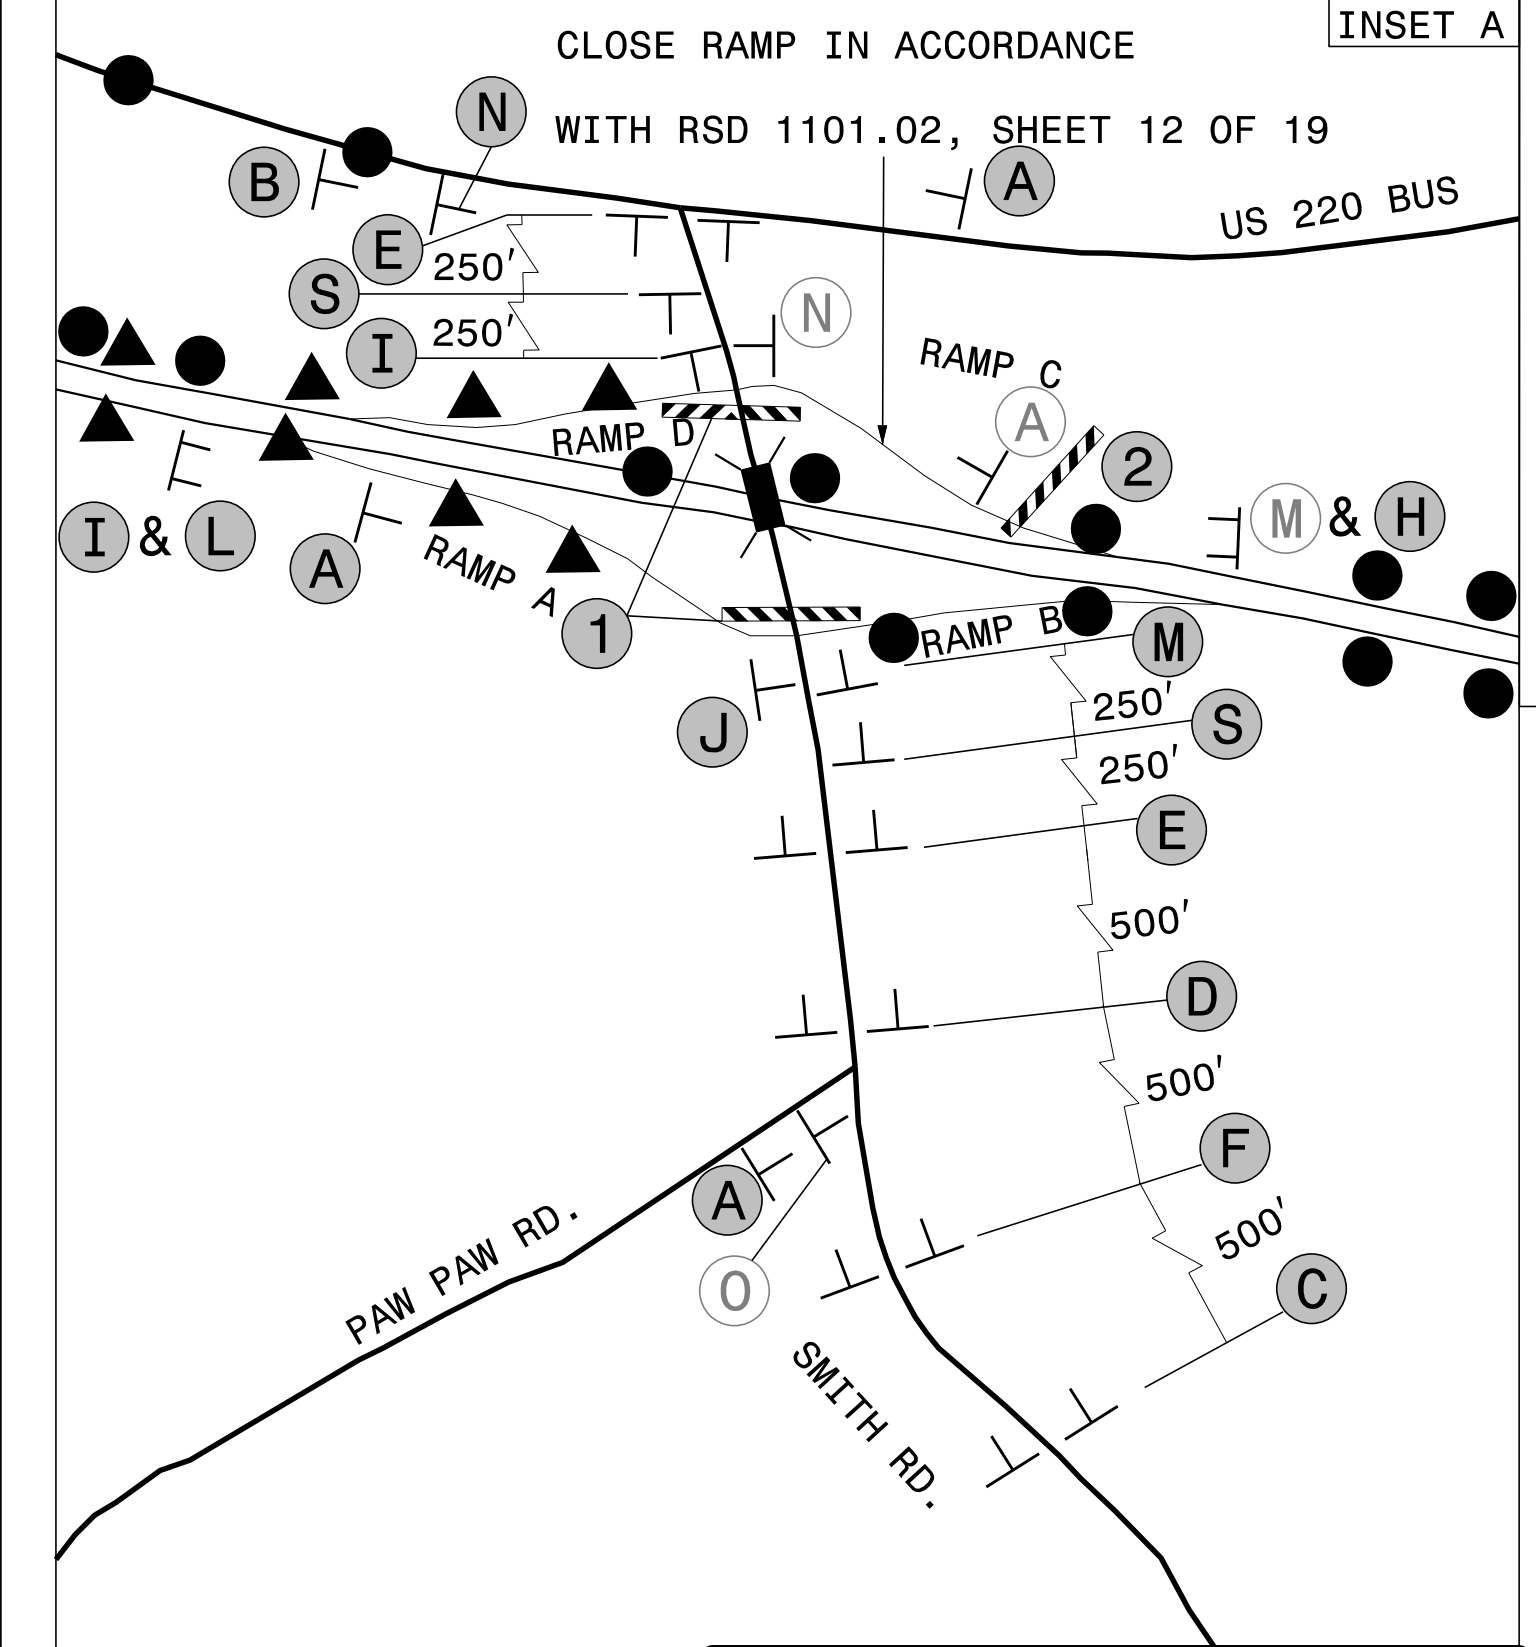 INSET A
CLOSE RAMP IN ACCORDANCE
WITH RSD 1101.02, SHEET 12 OF 19
N
B
A
US 220 BUS
E
250'
S
250'
I
N
RAMP C
A
RAMP D
2
I & L
A
RAMP A
M & H
1
RAMP B
M
J
250'
S
250'
E
500'
D
500'
F
A
PAW PAW RD.
O
500'
C
SMITH RD.